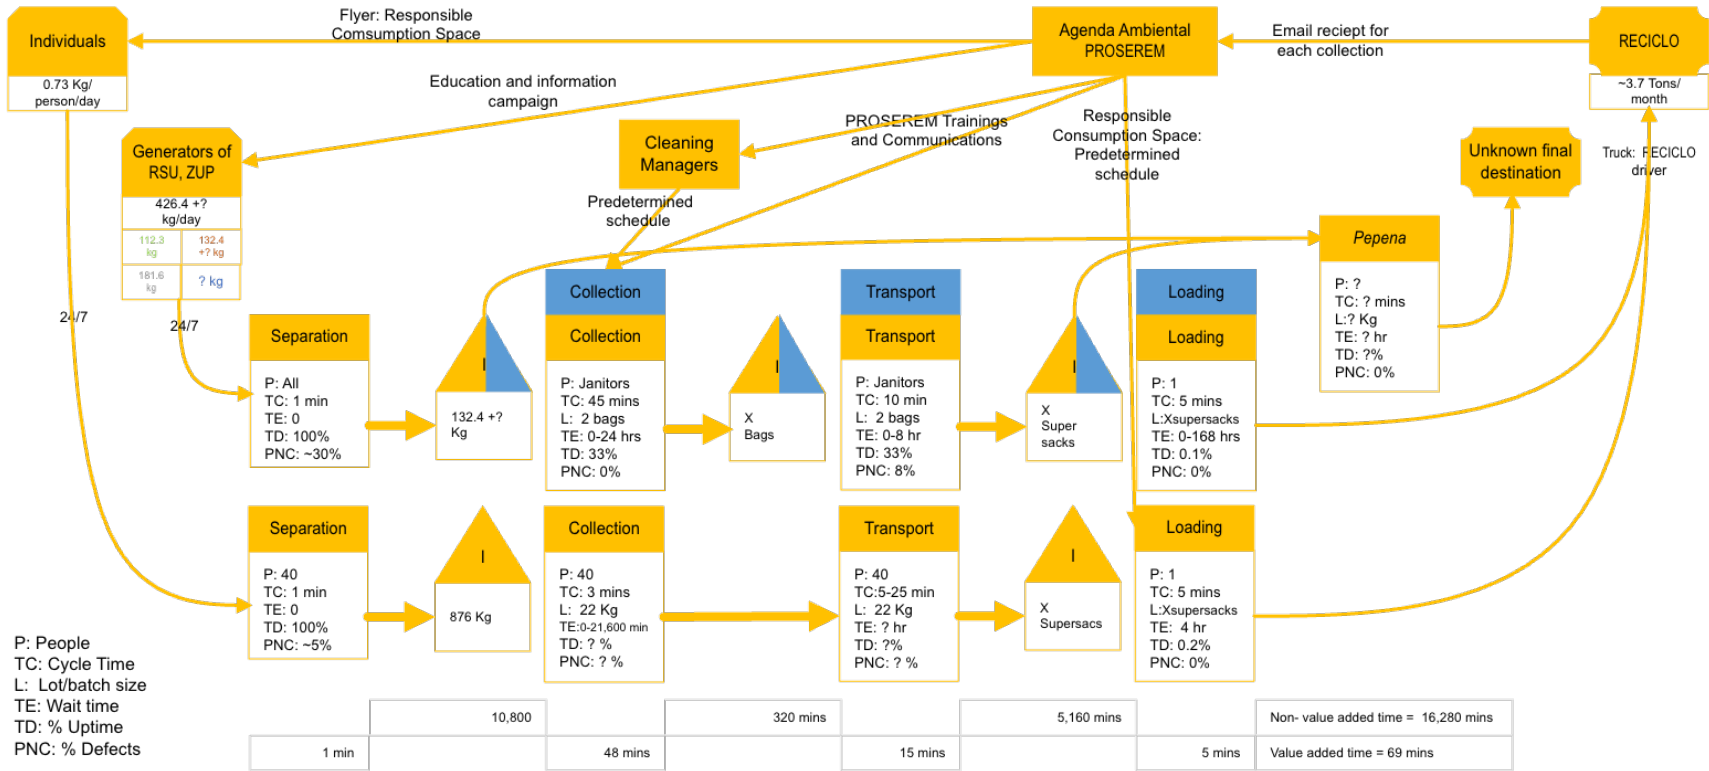 Flyer: Responsible
Comsumption Space
Individuals
0.73 Kg/
person/day
Agenda Ambiental
PROSEREM
Email reciept for
each collection
RECICLO
~3.7 Tons/
month
Education and information
campaign
Generators of
RSU, ZUP
426.4 +?
kg/day
112.3
kg
132.4
+? kg
181.6
kg
? kg
Cleaning
Managers
PROSEREM Trainings
and Communications
Responsible
Consumption Space:
Predetermined
schedule
Predetermined
schedule
Unknown final
destination
Truck: RECICLO
driver
Pepena
P: ?
TC: ? mins
L:? Kg
TE: ? hr
TD: ?%
PNC: 0%
24/7
24/7
Separation
P: All
TC: 1 min
TE: 0
TD: 100%
PNC: ~30%
I
132.4 +?
Kg
Collection
Collection
P: Janitors
TC: 45 mins
L: 2 bags
TE: 0-24 hrs
TD: 33%
PNC: 0%
I
X
Bags
Transport
Transport
P: Janitors
TC: 10 min
L: 2 bags
TE: 0-8 hr
TD: 33%
PNC: 8%
I
X
Super
sacks
Loading
Loading
P: 1
TC: 5 mins
L:Xsupersacks
TE: 0-168 hrs
TD: 0.1%
PNC: 0%
Separation
P: 40
TC: 1 min
TE: 0
TD: 100%
PNC: ~5%
I
876 Kg
Collection
P: 40
TC: 3 mins
L: 22 Kg
TE:0-21,600 min
TD: ? %
PNC: ? %
Transport
P: 40
TC:5-25 min
L: 22 Kg
TE: ? hr
TD: ?%
PNC: ? %
I
X
Supersacs
Loading
P: 1
TC: 5 mins
L:Xsupersacks
TE: 4 hr
TD: 0.2%
PNC: 0%
P: People
TC: Cycle Time
L: Lot/batch size
TE: Wait time
TD: % Uptime
PNC: % Defects
10,800
320 mins
5,160 mins
Non- value added time = 16,280 mins
1 min
48 mins
15 mins
5 mins
Value added time = 69 mins